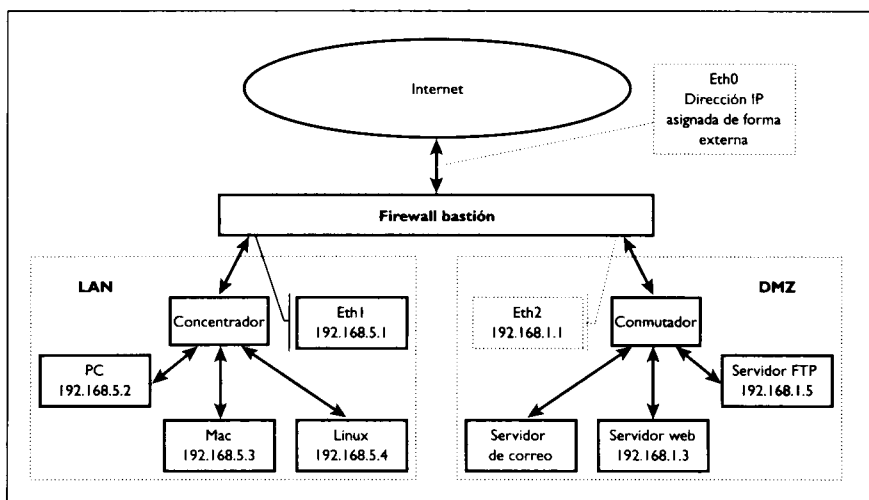 Internet
Eth0
Dirección IP
asignada de forma
externa
Firewall bastión
LAN
Concentrador
Eth1
192.168.5.1
PC
192.168.5.2
Mac
192.168.5.3
Linux
192.168.5.4
DMZ
Eth2
192.168.1.1
Conmutador
Servidor FTP
192.168.1.5
Servidor
de correo
Servidor web
192.168.1.3